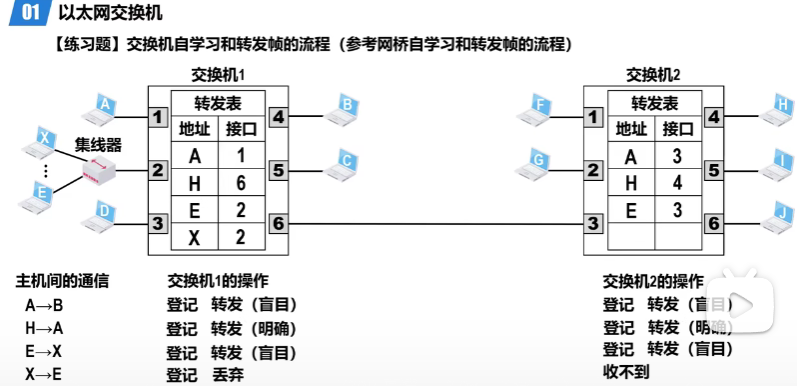 01 以太网交换机
【练习题】交换机自学习和转发帧的流程（参考网桥自学习和转发帧的流程）
交换机1
交换机2
A 1 转发表 4 B
F 1 转发表 4 H
地址 接口
地址 接口
X 集线器
A 1
A 3
2 5 C
G 2 5 I
H 6
H 4
⋮
E
E 2
E 3
D 3 6
3 6 J
X 2
主机间的通信 交换机1的操作 交换机2的操作
A→B 登记 转发（盲目） 登记 转发（盲目）
H→A 登记 转发（明确） 登记 转发（明确）
E→X 登记 转发（盲目） 登记 转发（盲目）
X→E 登记 丢弃 收不到